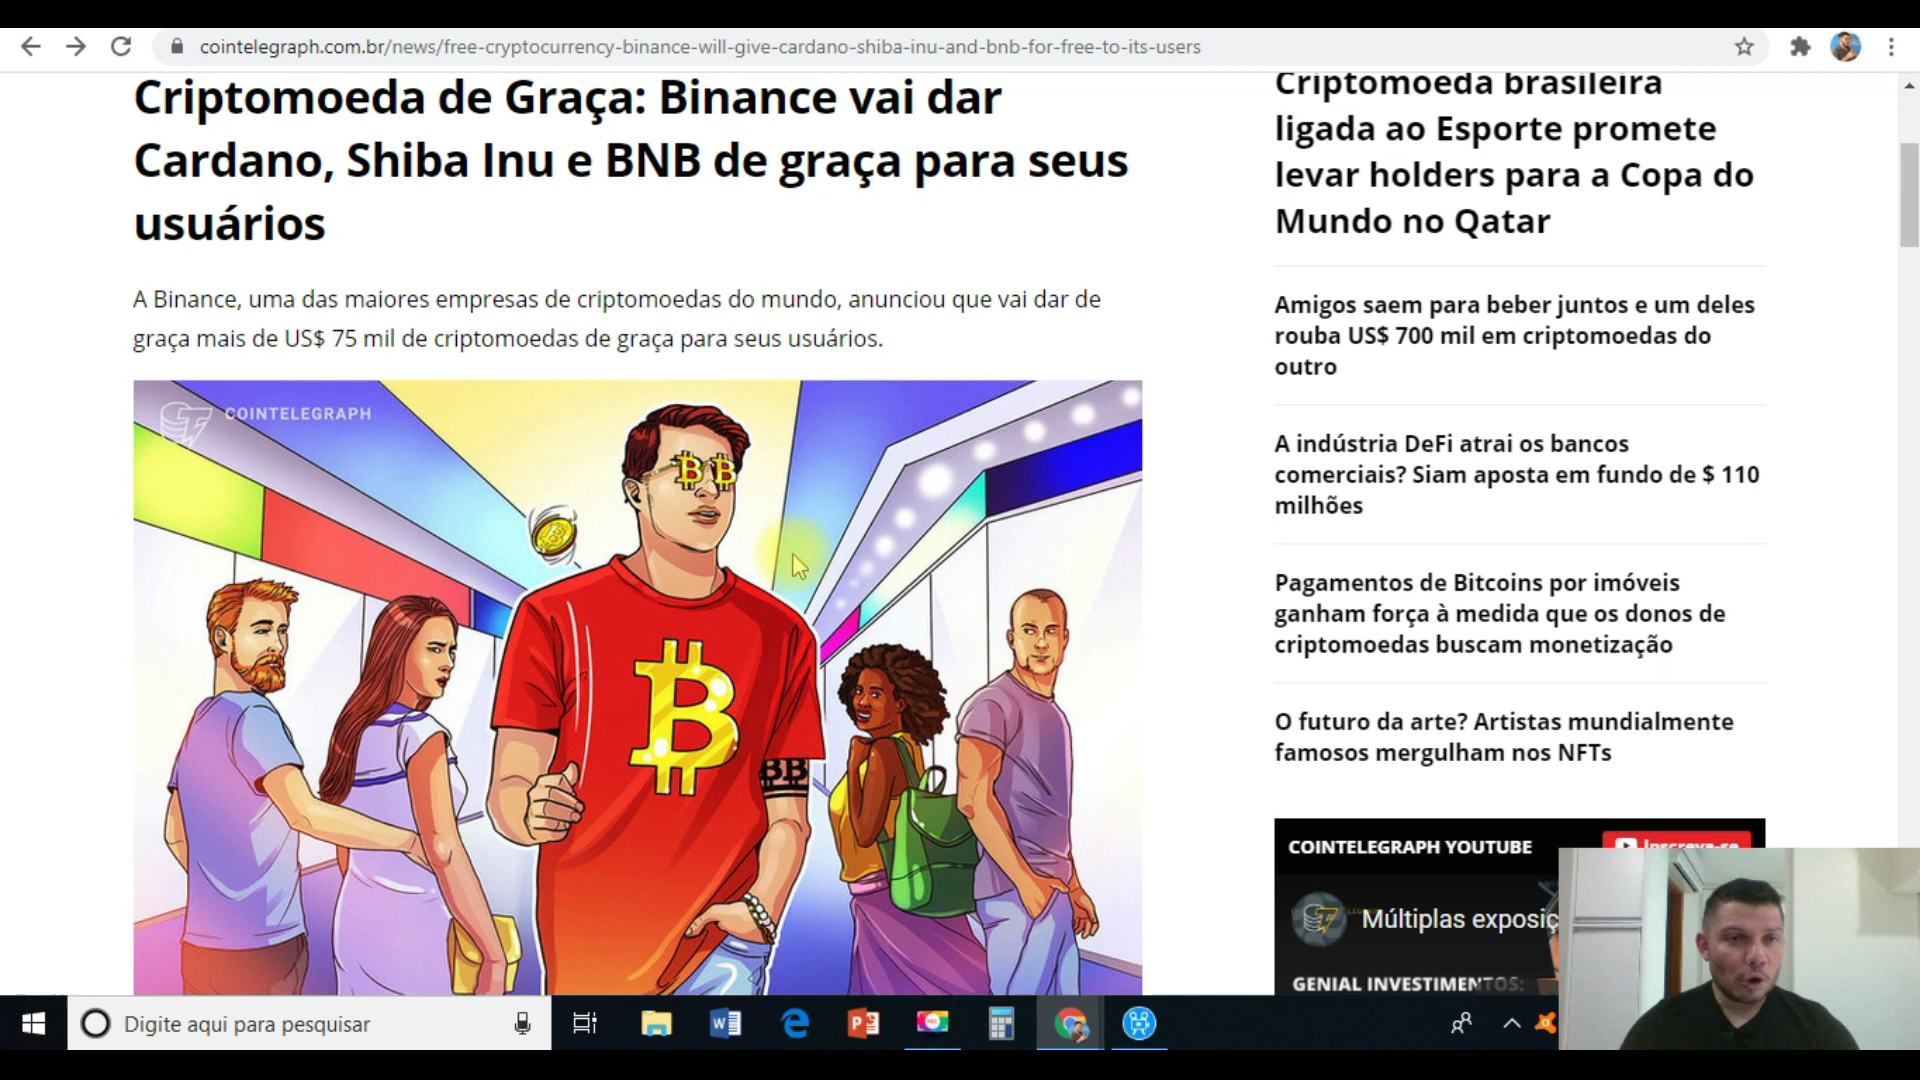 cointelegraph.com.br/news/free-cryptocurrency-binance-will-give-cardano-shiba-inu-and-bnb-for-free-to-its-users
Criptomoeda de Graça: Binance vai dar
Cardano, Shiba Inu e BNB de graça para seus
usuários
A Binance, uma das maiores empresas de criptomoedas do mundo, anunciou que vai dar de
graça mais de US$ 75 mil de criptomoedas de graça para seus usuários.
COINTELEGRAPH
BB
Criptomoeda brasileira
ligada ao Esporte promete
levar holders para a Copa do
Mundo no Qatar
Amigos saem para beber juntos e um deles
rouba US$ 700 mil em criptomoedas do
outro
A indústria DeFi atrai os bancos
comerciais? Siam aposta em fundo de $ 110
milhões
Pagamentos de Bitcoins por imóveis
ganham força à medida que os donos de
criptomoedas buscam monetização
O futuro da arte? Artistas mundialmente
famosos mergulham nos NFTs
COINTELEGRAPH YOUTUBE
Inscreva-se
Múltiplas exposiç
GENIAL INVESTIMENTOS:
Digite aqui para pesquisar